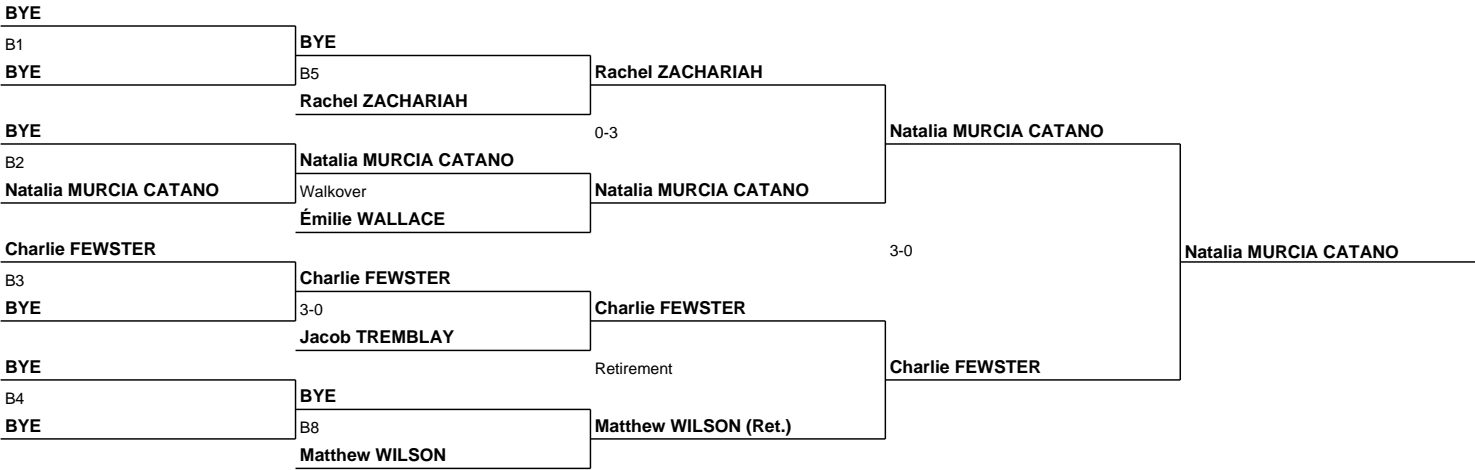 BYE
B1
BYE
BYE
B5
Rachel ZACHARIAH
Rachel ZACHARIAH
BYE
0-3
Natalia MURCIA CATANO
B2
Natalia MURCIA CATANO
Natalia MURCIA CATANO
Walkover
Natalia MURCIA CATANO
Émilie WALLACE
Charlie FEWSTER
3-0
Natalia MURCIA CATANO
B3
Charlie FEWSTER
BYE
3-0
Charlie FEWSTER
Jacob TREMBLAY
BYE
Retirement
Charlie FEWSTER
B4
BYE
BYE
B8
Matthew WILSON (Ret.)
Matthew WILSON